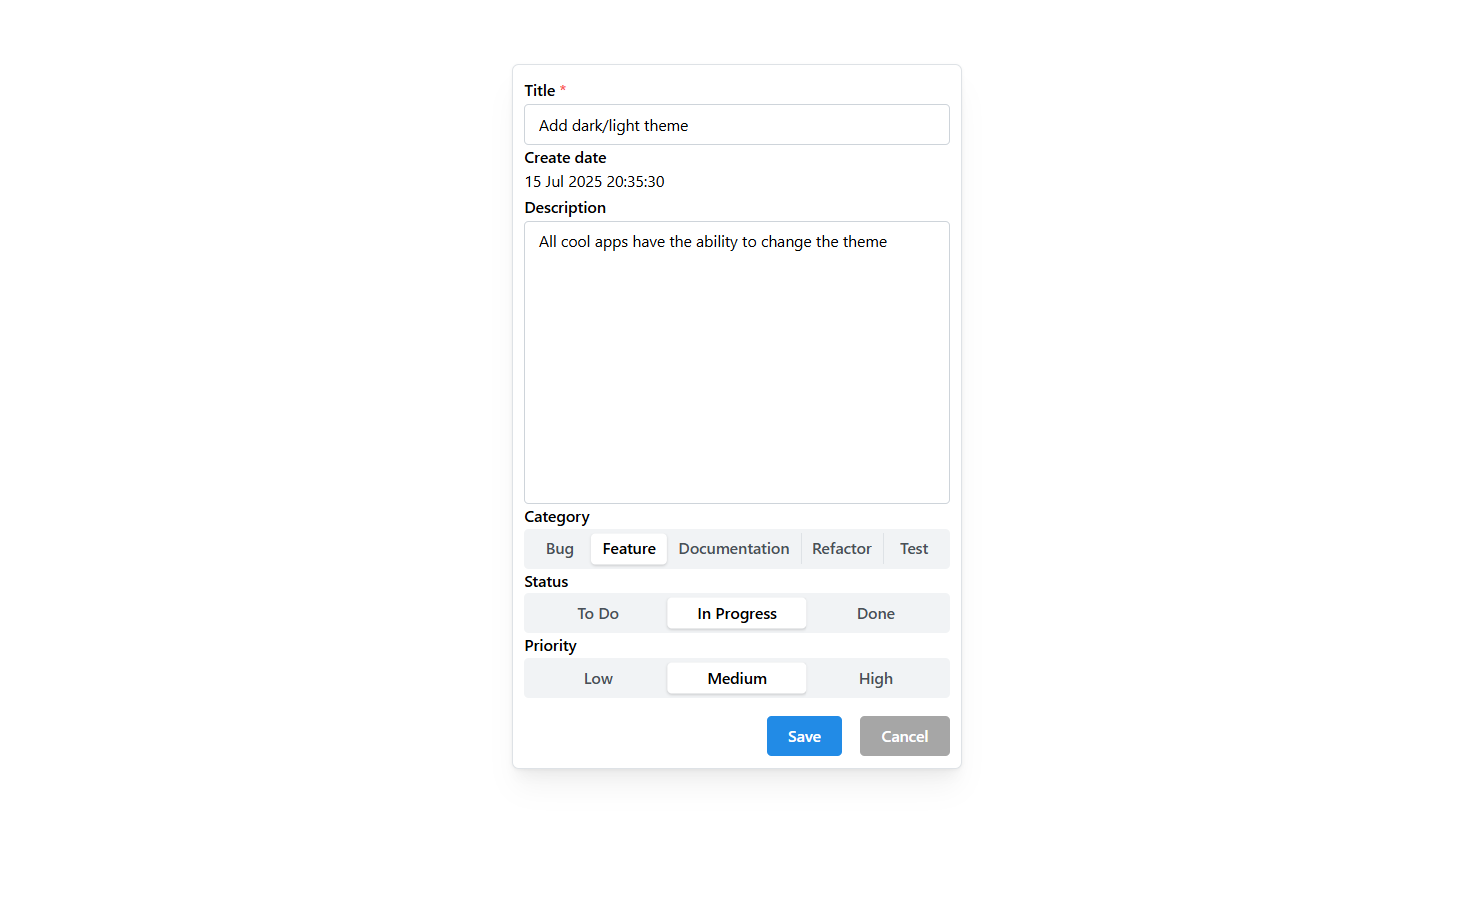 Title *
Add dark/light theme
Create date
15 Jul 2025 20:35:30
Description
All cool apps have the ability to change the theme
Category
Bug Feature Documentation Refactor Test
Status
To Do In Progress Done
Priority
Low Medium High
Save Cancel